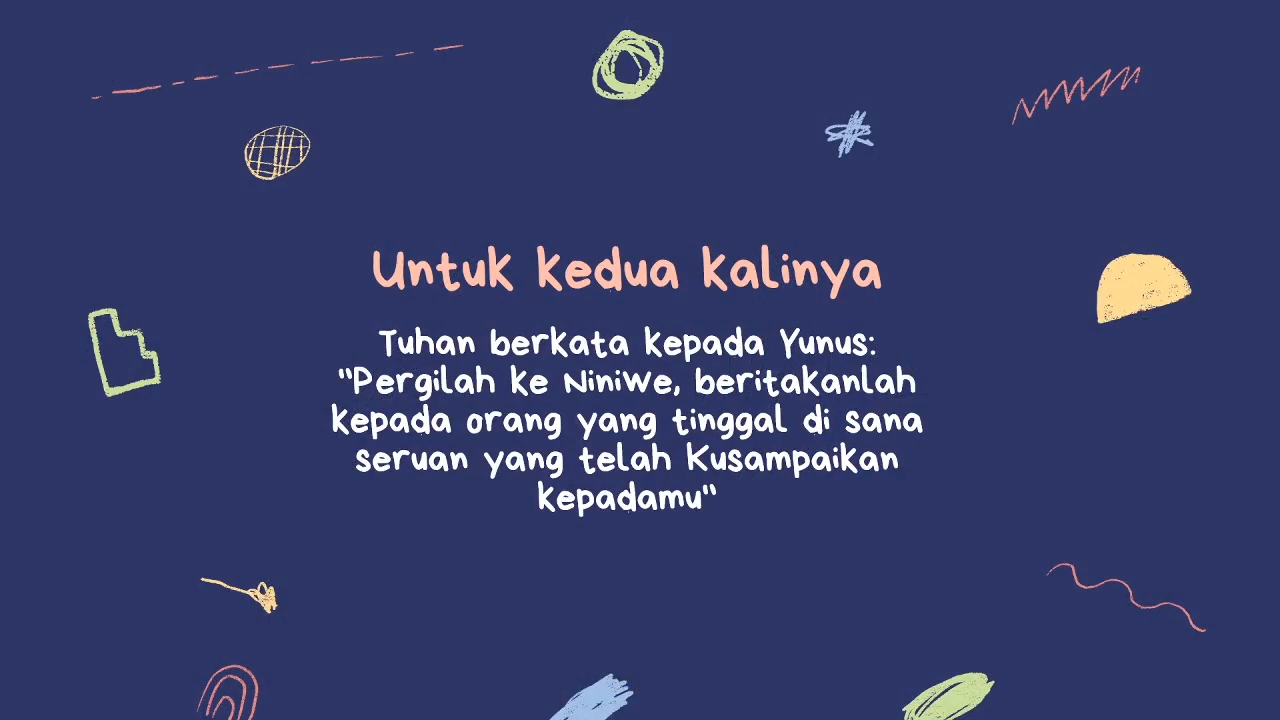 Untuk kedua kalinya
Tuhan berkata kepada Yunus:
"Pergilah ke Niniwe, beritakanlah
kepada orang yang tinggal di sana
seruan yang telah Kusampaikan
kepadamu"